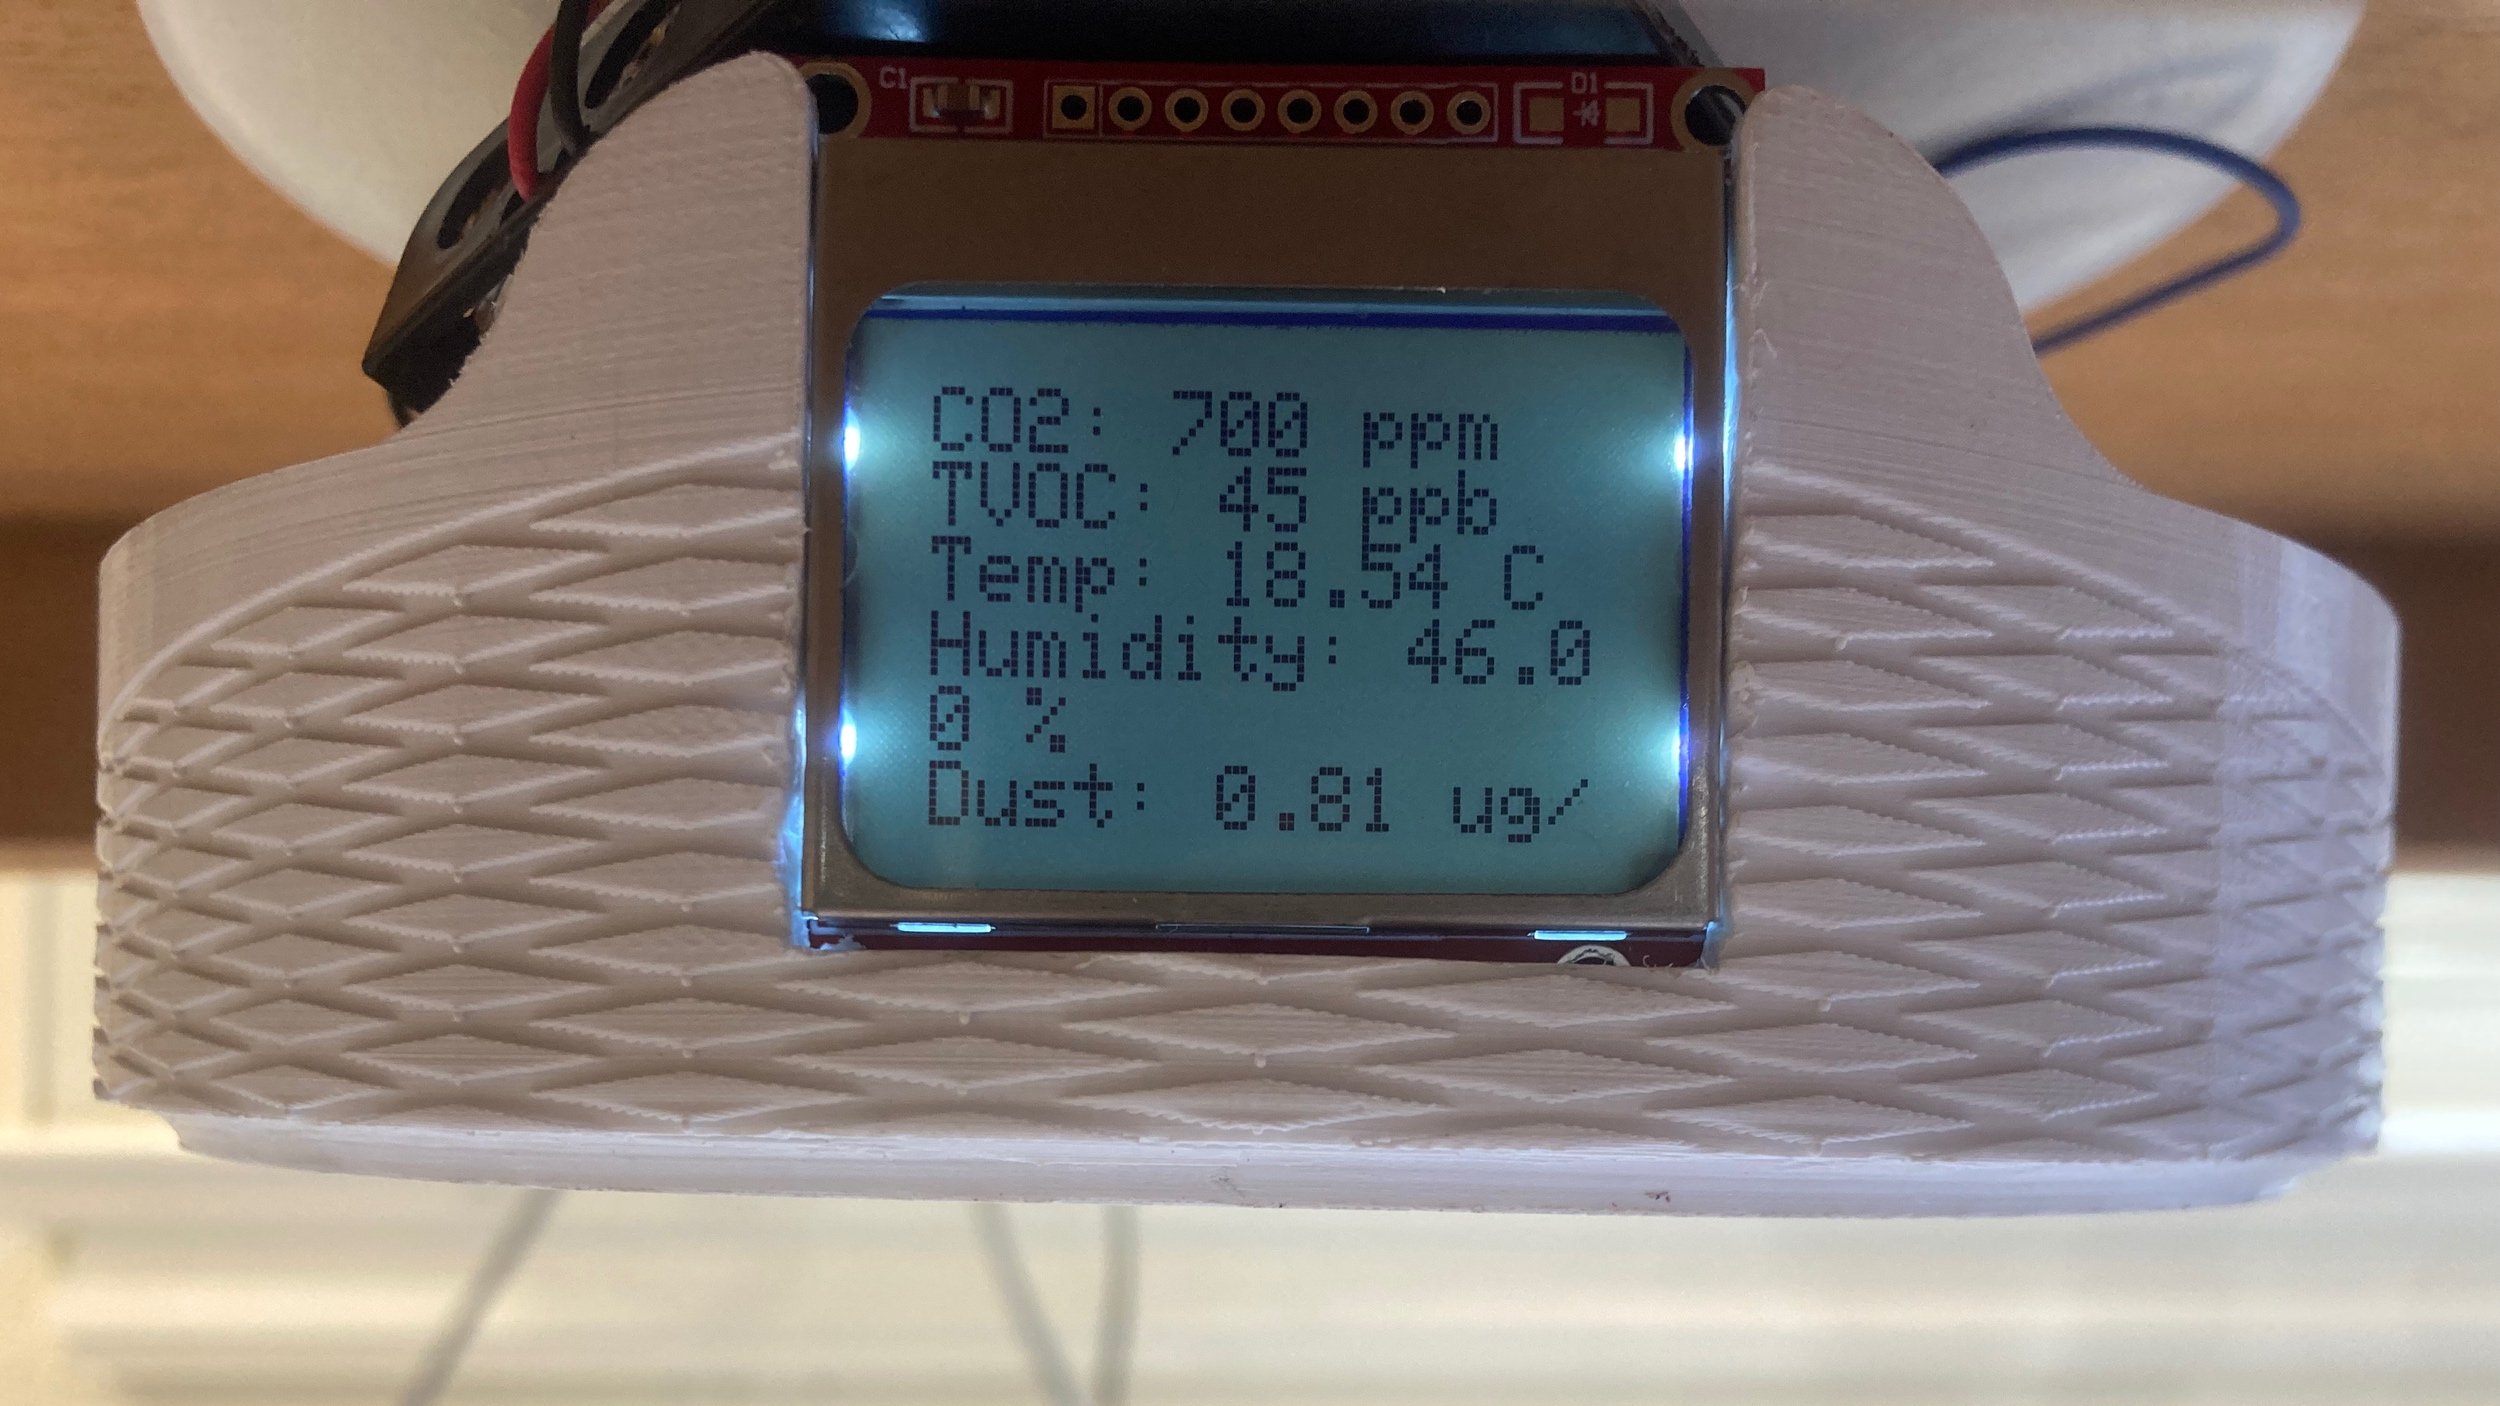 C1
D1
CO2: 700 ppm
TVOC: 45 ppb
Temp: 18.54 C
Humidity: 46.0
0 %
Dust: 0.81 ug/